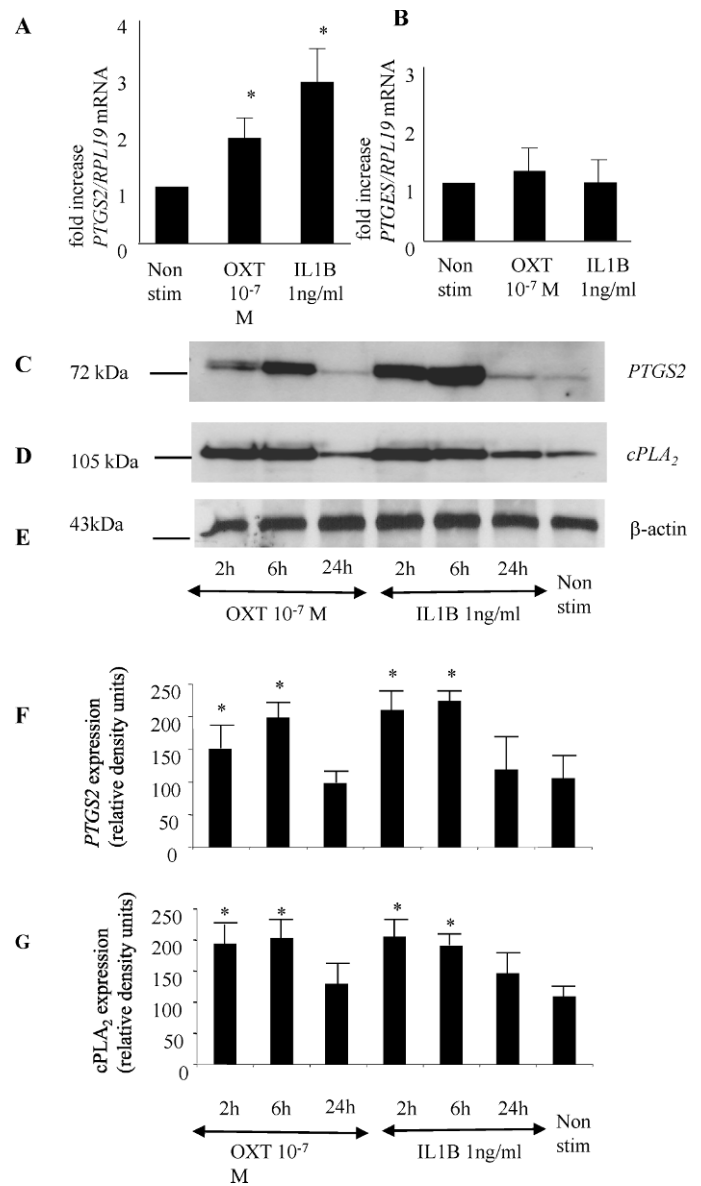 A
4
3
2
1
0
fold increase
PTGS2/RPL19 mRNA
*
*
Non
stim
OXT
10-7
M
IL1B
1ng/ml
B
3
2
1
0
fold increase
PTGES/RPL19 mRNA
Non
stim
OXT
10-7 M
IL1B
1ng/ml
C
72 kDa
PTGS2
D
105 kDa
cPLA2
E
43kDa
β-actin
2h
6h
24h
2h
6h
24h
Non
stim
OXT 10-7 M
IL1B 1ng/ml
F
PTGS2 expression
(relative density units)
250
200
150
100
50
0
*
*
*
*
G
cPLA2 expression
(relative density units)
250
200
150
100
50
0
*
*
*
*
2h
6h
24h
2h
6h
24h
Non
stim
OXT 10-7
M
IL1B 1ng/ml